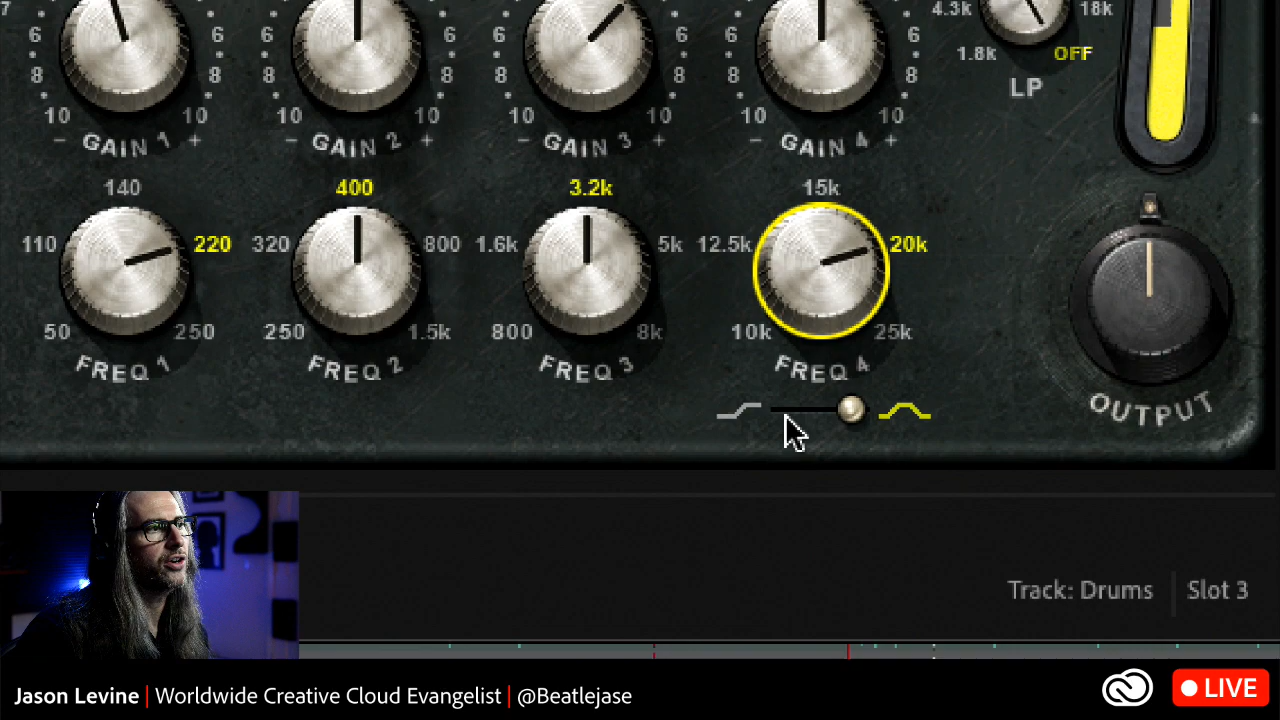 7 6 6 6 6 6 6 6 4.3k 18k
8 8 8 8 8 8 8 8 1.8k OFF
LP
10 10 10 10 10 10 10 10
− GAIN 1 + − GAIN 2 + − GAIN 3 + − GAIN 4 +
140 400 3.2k 15k
110 220 320 800 1.6k 5k 12.5k 20k
50 250 250 1.5k 800 8k 10k 25k
FREQ 1 FREQ 2 FREQ 3 FREQ 4
OUTPUT
Track: Drums Slot 3
Jason Levine | Worldwide Creative Cloud Evangelist | @Beatlejase LIVE